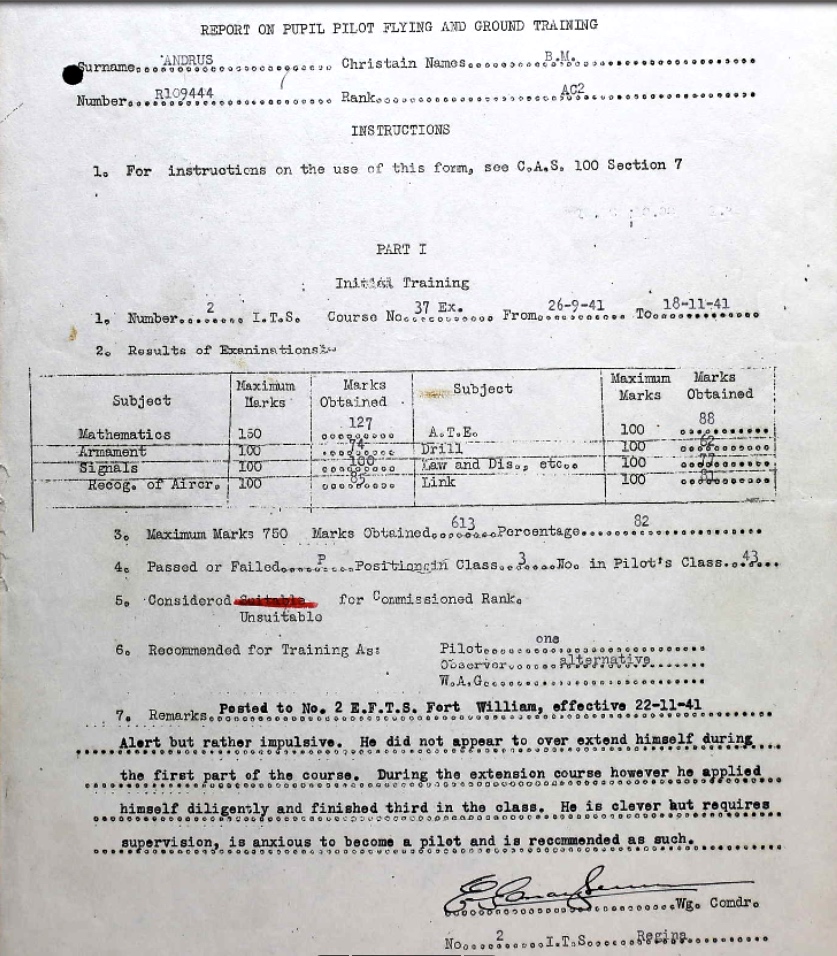 REPORT ON PUPIL PILOT FLYING AND GROUND TRAINING
Surname ANDRUS Christain Names B.M.
Number R109444 Rank AC2
INSTRUCTIONS
1. For instructions on the use of this form, see C.A.S. 100 Section 7
PART I
Initial Training
1. Number 2 I.T.S. Course No. 37 Ex. From 26-9-41 To 18-11-41
2. Results of Examinations:-
Subject Maximum Marks Marks Obtained Subject Maximum Marks Marks Obtained
Mathematics 150 127 A.T.E. 100 88
Armament 100 74 Drill 100 62
Signals 100 100 Law and Dis., etc. 100 77
Recog. of Aircr. 100 85 Link 100
3. Maximum Marks 750 Marks Obtained 613 Percentage 82
4. Passed or Failed P Position in Class 3 No. in Pilot's Class 43
5. Considered Suitable for Commissioned Rank.
Unsuitable
6. Recommended for Training As: Pilot one
Observer alternative
W.A.G.
7. Remarks Posted to No. 2 E.F.T.S. Fort William, effective 22-11-41
Alert but rather impulsive. He did not appear to over extend himself during
the first part of the course. During the extension course however he applied
himself diligently and finished third in the class. He is clever but requires
supervision, is anxious to become a pilot and is recommended as such.
Wg. Comdr.
No. 2 I.T.S. Regina